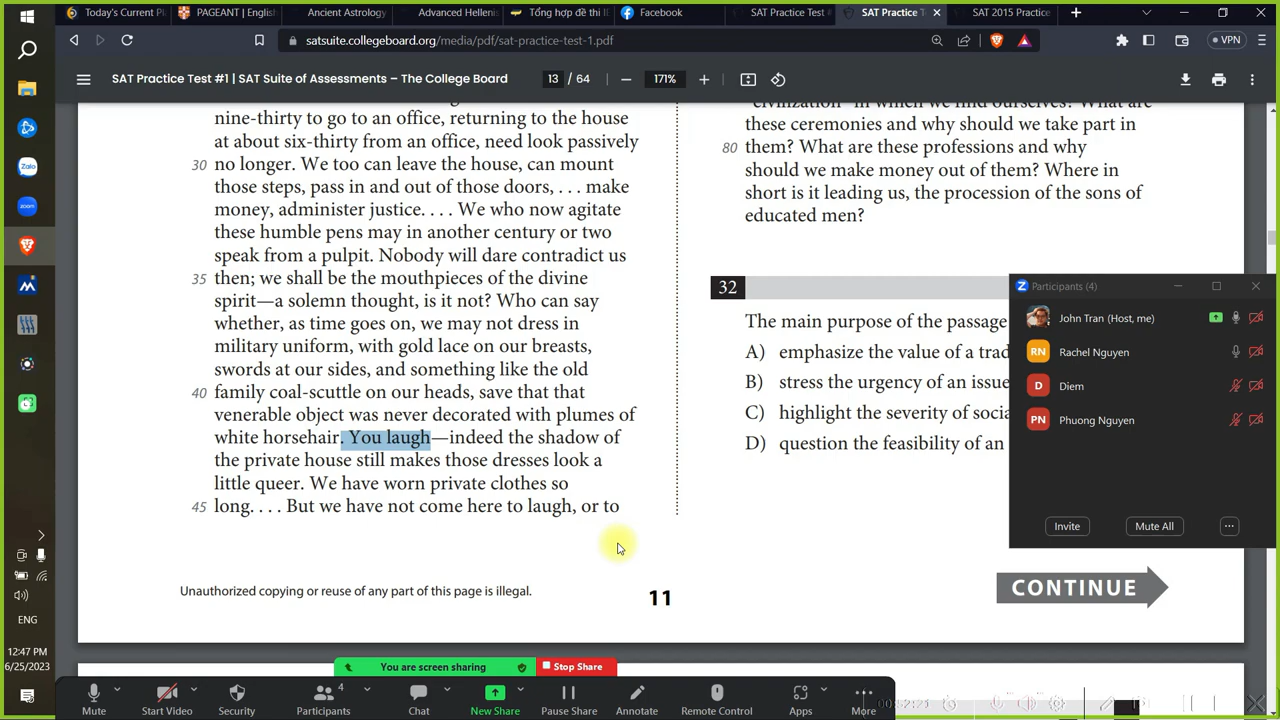 Today's Current Pl
PAGEANT | English
Ancient Astrology
Advanced Hellenis
Tổng hợp đề thi IE
Facebook
SAT Practice Test #
SAT Practice T
SAT 2015 Practice
satsuite.collegeboard.org/media/pdf/sat-practice-test-1.pdf
VPN
SAT Practice Test #1 | SAT Suite of Assessments – The College Board
13 / 64
171%
nine-thirty to go to an office, returning to the house
at about six-thirty from an office, need look passively
30 no longer. We too can leave the house, can mount
those steps, pass in and out of those doors, . . . make
money, administer justice. . . . We who now agitate
these humble pens may in another century or two
speak from a pulpit. Nobody will dare contradict us
35 then; we shall be the mouthpieces of the divine
spirit—a solemn thought, is it not? Who can say
whether, as time goes on, we may not dress in
military uniform, with gold lace on our breasts,
swords at our sides, and something like the old
40 family coal-scuttle on our heads, save that that
venerable object was never decorated with plumes of
white horsehair. You laugh—indeed the shadow of
the private house still makes those dresses look a
little queer. We have worn private clothes so
45 long. . . . But we have not come here to laugh, or to
"civilization" in which we find ourselves? What are
these ceremonies and why should we take part in
80 them? What are these professions and why
should we make money out of them? Where in
short is it leading us, the procession of the sons of
educated men?
32
The main purpose of the passage
A) emphasize the value of a trad
B) stress the urgency of an issue
C) highlight the severity of socia
D) question the feasibility of an
Participants (4)
John Tran (Host, me)
RN Rachel Nguyen
D Diem
PN Phuong Nguyen
Invite
Mute All
...
Unauthorized copying or reuse of any part of this page is illegal.
11
CONTINUE
ENG
12:47 PM
6/25/2023
You are screen sharing
Stop Share
Mute
Start Video
Security
4
Participants
Chat
New Share
Pause Share
Annotate
Remote Control
Apps
More